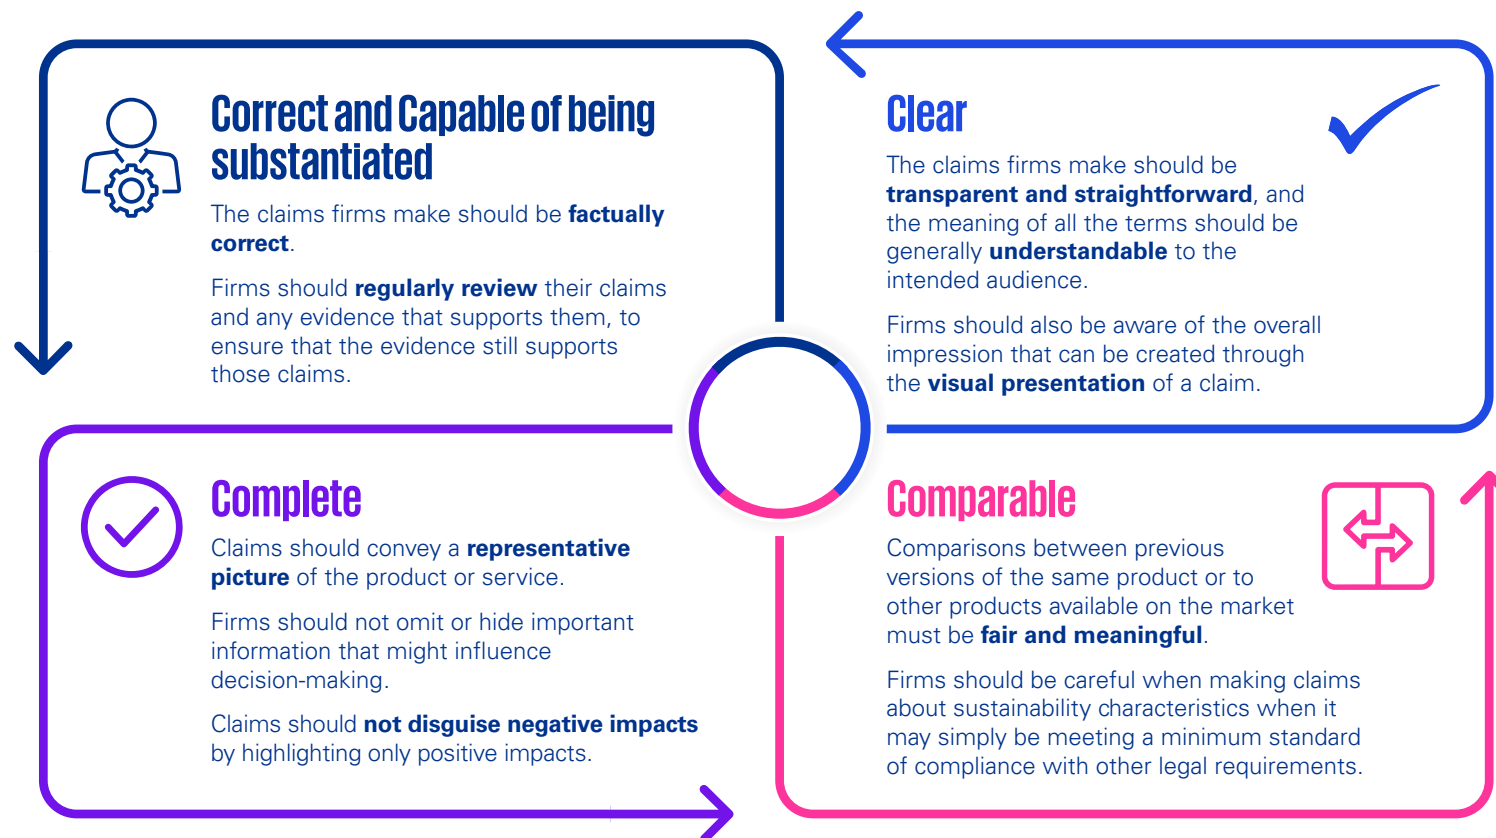 Correct and Capable of being
substantiated
The claims firms make should be factually
correct.
Firms should regularly review their claims
and any evidence that supports them, to
ensure that the evidence still supports
those claims.
Clear
The claims firms make should be
transparent and straightforward, and
the meaning of all the terms should be
generally understandable to the
intended audience.
Firms should also be aware of the overall
impression that can be created through
the visual presentation of a claim.
Complete
Claims should convey a representative
picture of the product or service.
Firms should not omit or hide important
information that might influence
decision-making.
Claims should not disguise negative impacts
by highlighting only positive impacts.
Comparable
Comparisons between previous
versions of the same product or to
other products available on the market
must be fair and meaningful.
Firms should be careful when making claims
about sustainability characteristics when it
may simply be meeting a minimum standard
of compliance with other legal requirements.